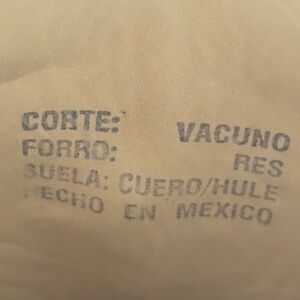 CORTE: VACUNO
FORRO: RES
SUELA: CUERO/HULE
HECHO EN MEXICO